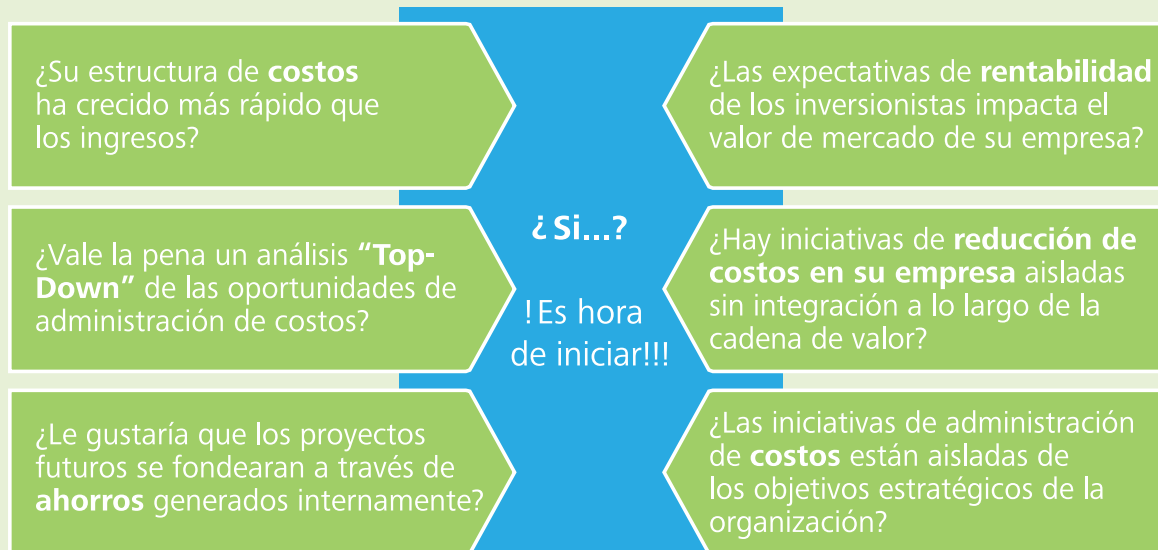 ¿Su estructura de costos
ha crecido más rápido que
los ingresos?
¿Vale la pena un análisis “Top-
Down” de las oportunidades de
administración de costos?
¿Le gustaría que los proyectos
futuros se fondearan a través de
ahorros generados internamente?
¿ Si...?
!Es hora
de iniciar!!!
¿Las expectativas de rentabilidad
de los inversionistas impacta el
valor de mercado de su empresa?
¿Hay iniciativas de reducción de
costos en su empresa aisladas
sin integración a lo largo de la
cadena de valor?
¿Las iniciativas de administración
de costos están aisladas de
los objetivos estratégicos de la
organización?